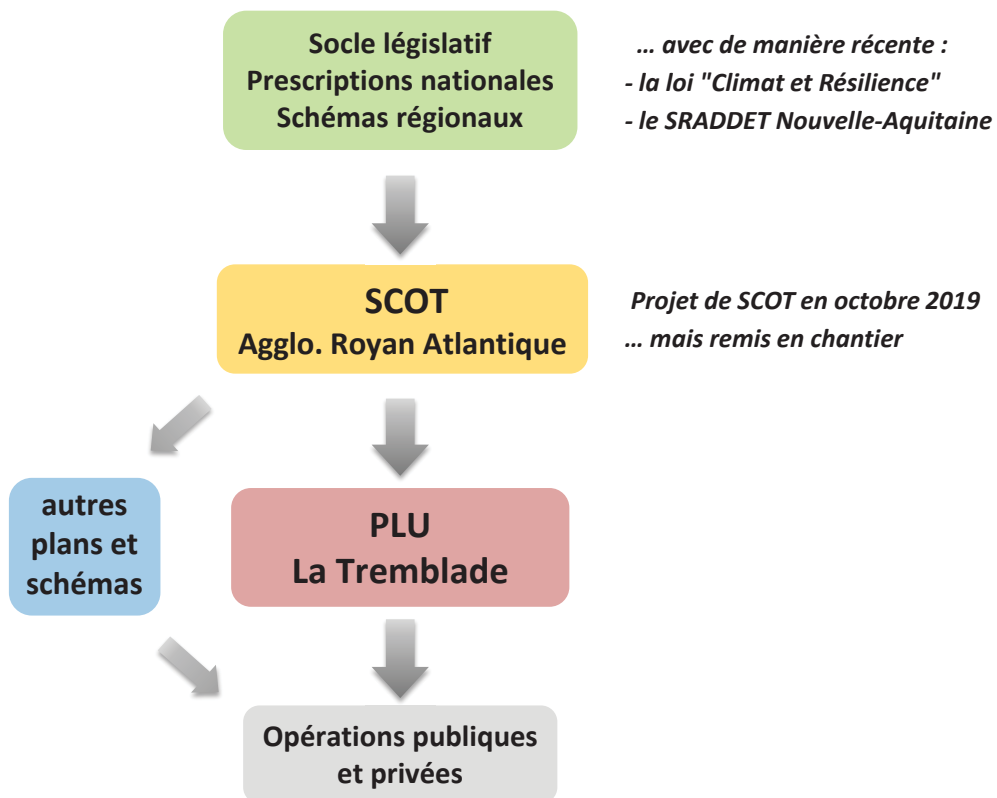 Socle législatif
Prescriptions nationales
Schémas régionaux
... avec de manière récente :
- la loi "Climat et Résilience"
- le SRADDET Nouvelle-Aquitaine
SCOT
Agglo. Royan Atlantique
Projet de SCOT en octobre 2019
... mais remis en chantier
autres
plans et
schémas
PLU
La Tremblade
Opérations publiques
et privées